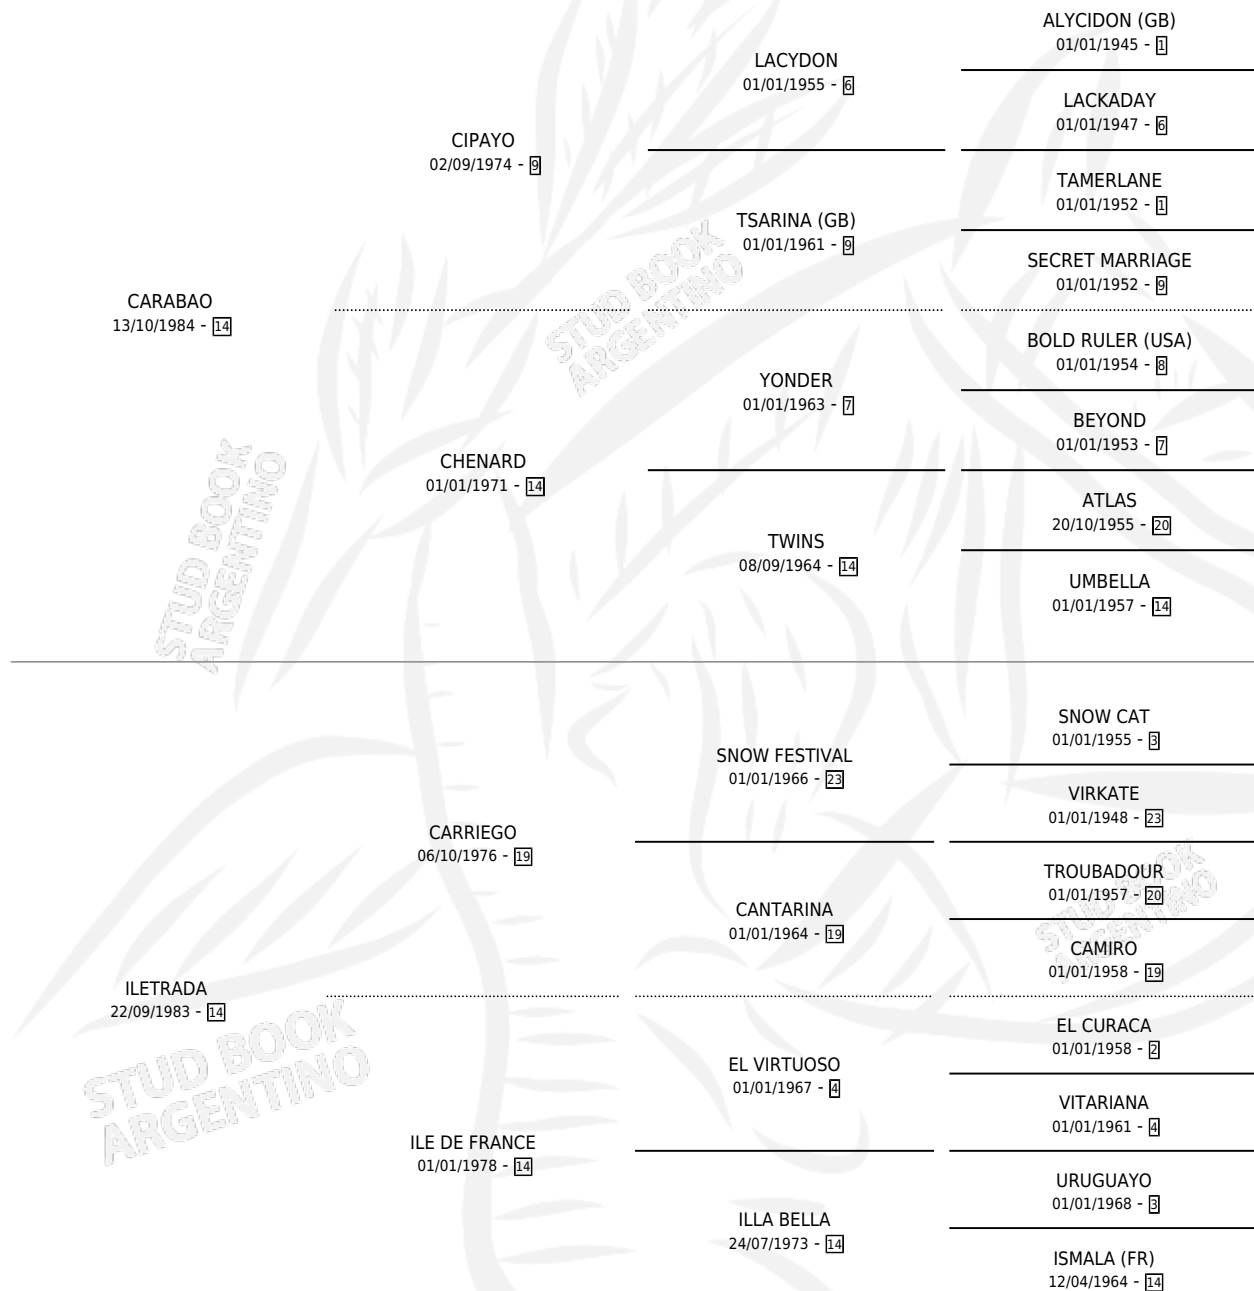 ALYCIDON (GB)
01/01/1945 - 1
LACYDON
01/01/1955 - 6
LACKADAY
01/01/1947 - 6
CIPAYO
02/09/1974 - 9
TAMERLANE
01/01/1952 - 1
TSARINA (GB)
01/01/1961 - 9
SECRET MARRIAGE
01/01/1952 - 9
CARABAO
13/10/1984 - 14
STUD BOOK
ARGENTINO
BOLD RULER (USA)
01/01/1954 - 8
YONDER
01/01/1963 - 7
BEYOND
01/01/1953 - 7
CHENARD
01/01/1971 - 14
STUD BOOK
ARGENTINO
ATLAS
20/10/1955 - 20
TWINS
08/09/1964 - 14
UMBELLA
01/01/1957 - 14
SNOW CAT
01/01/1955 - 3
SNOW FESTIVAL
01/01/1966 - 23
VIRKATE
01/01/1948 - 23
CARRIEGO
06/10/1976 - 19
TROUBADOUR
01/01/1957 - 20
STUD BOOK
ARGENTINO
CANTARINA
01/01/1964 - 19
CAMIRO
01/01/1958 - 19
ILETRADA
22/09/1983 - 14
STUD BOOK
ARGENTINO
EL CURACA
01/01/1958 - 2
EL VIRTUOSO
01/01/1967 - 4
VITARIANA
01/01/1961 - 4
ILE DE FRANCE
01/01/1978 - 14
URUGUAYO
01/01/1968 - 3
ILLA BELLA
24/07/1973 - 14
ISMALA (FR)
12/04/1964 - 14